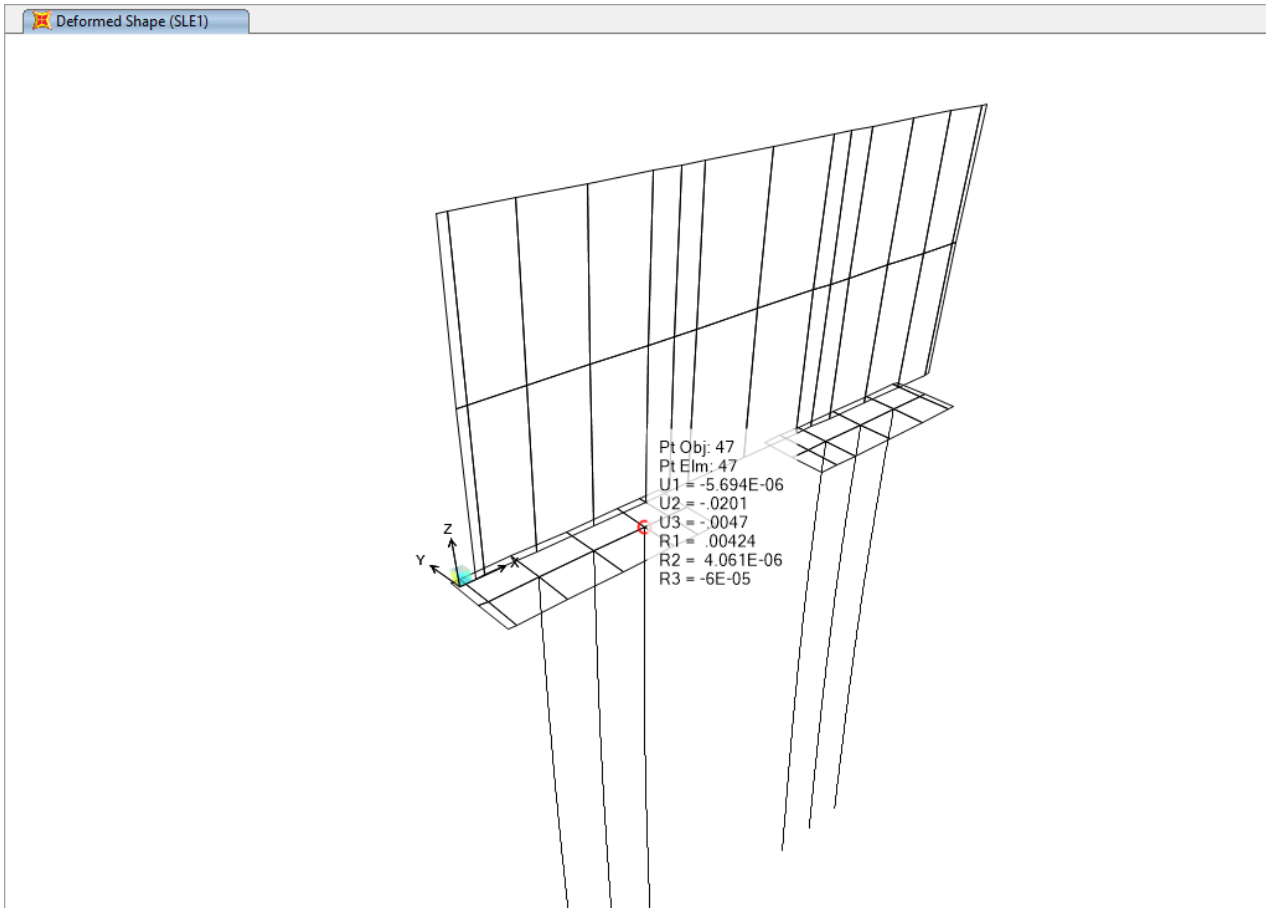 Deformed Shape (SLE1)
Pt Obj: 47
Pt Elm: 47
U1 = -5.694E-06
U2 = -.0201
U3 = -.0047
R1 = .00424
R2 = 4.061E-06
R3 = -6E-05
Z
Y
X